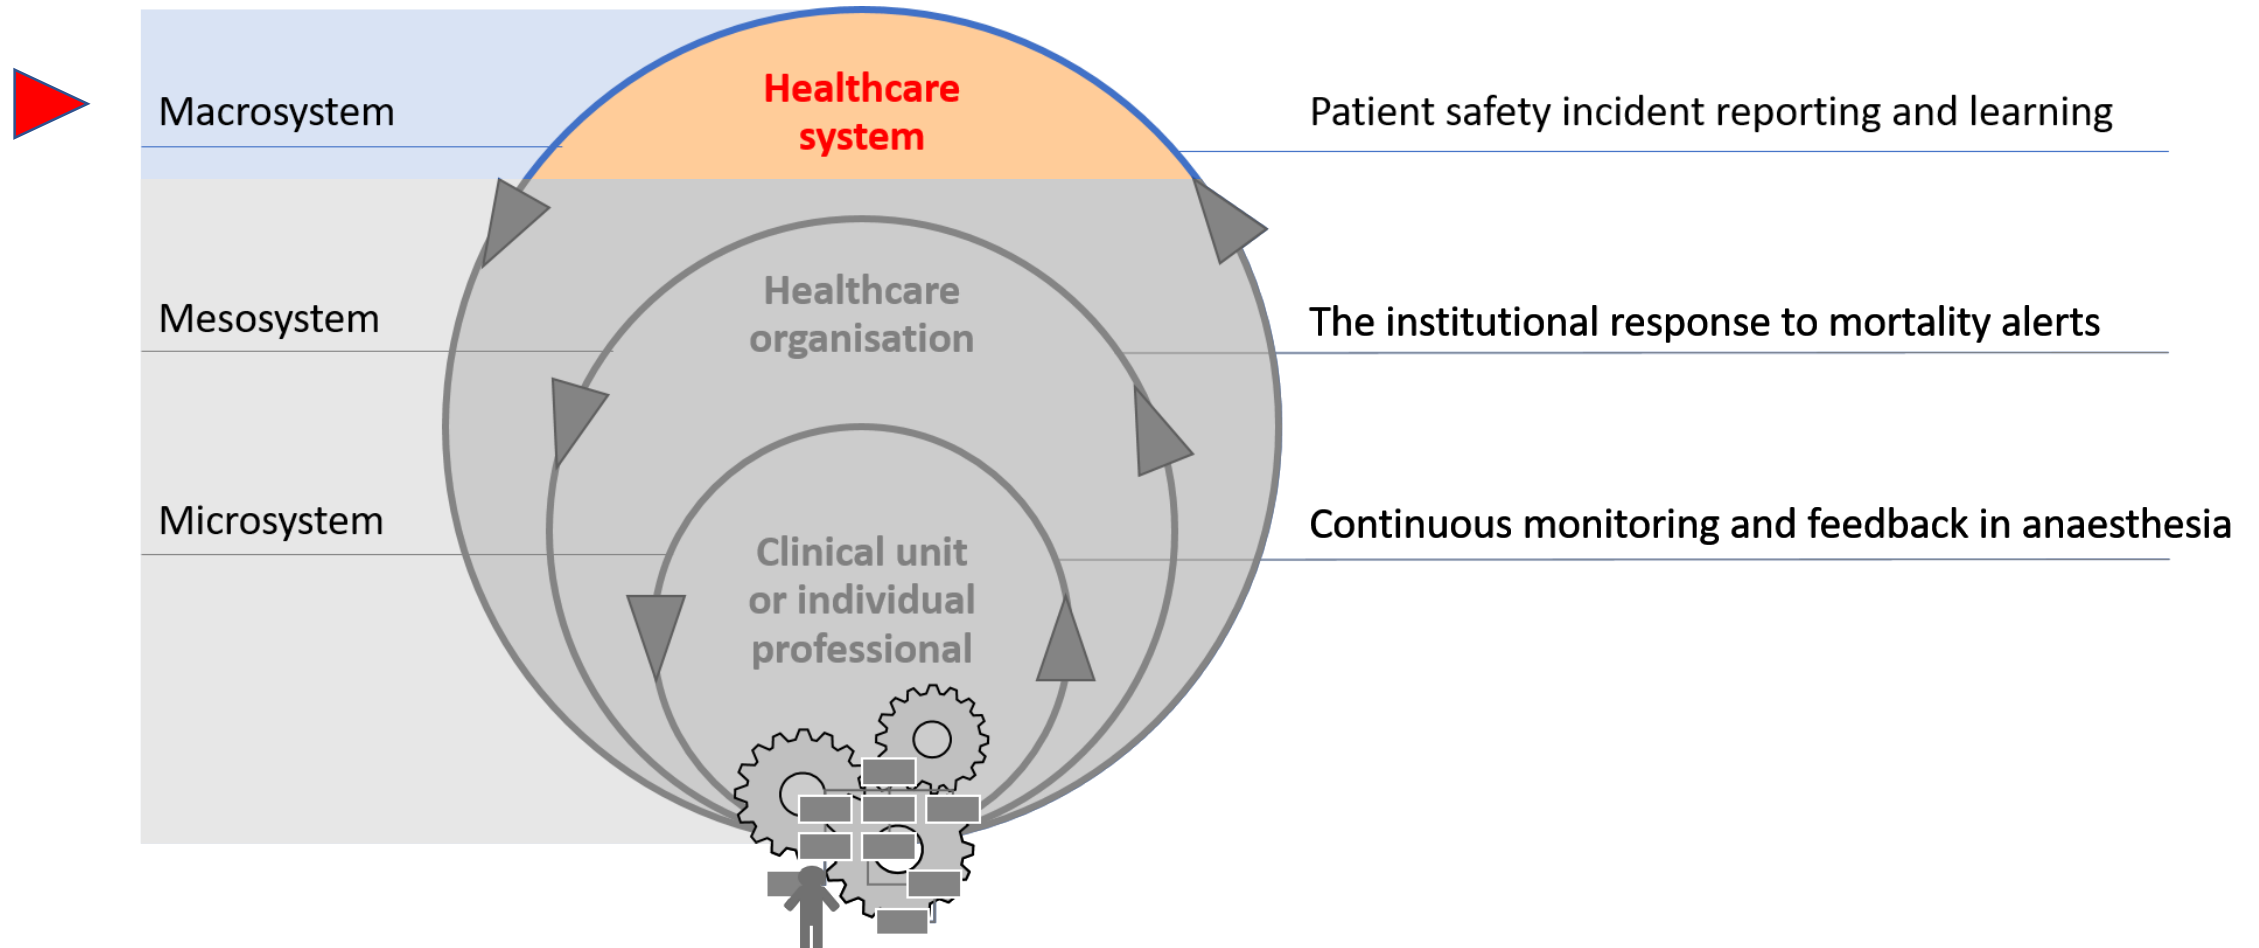 Macrosystem
Healthcare
system
Patient safety incident reporting and learning
Mesosystem
Healthcare
organisation
The institutional response to mortality alerts
Microsystem
Clinical unit
or individual
professional
Continuous monitoring and feedback in anaesthesia